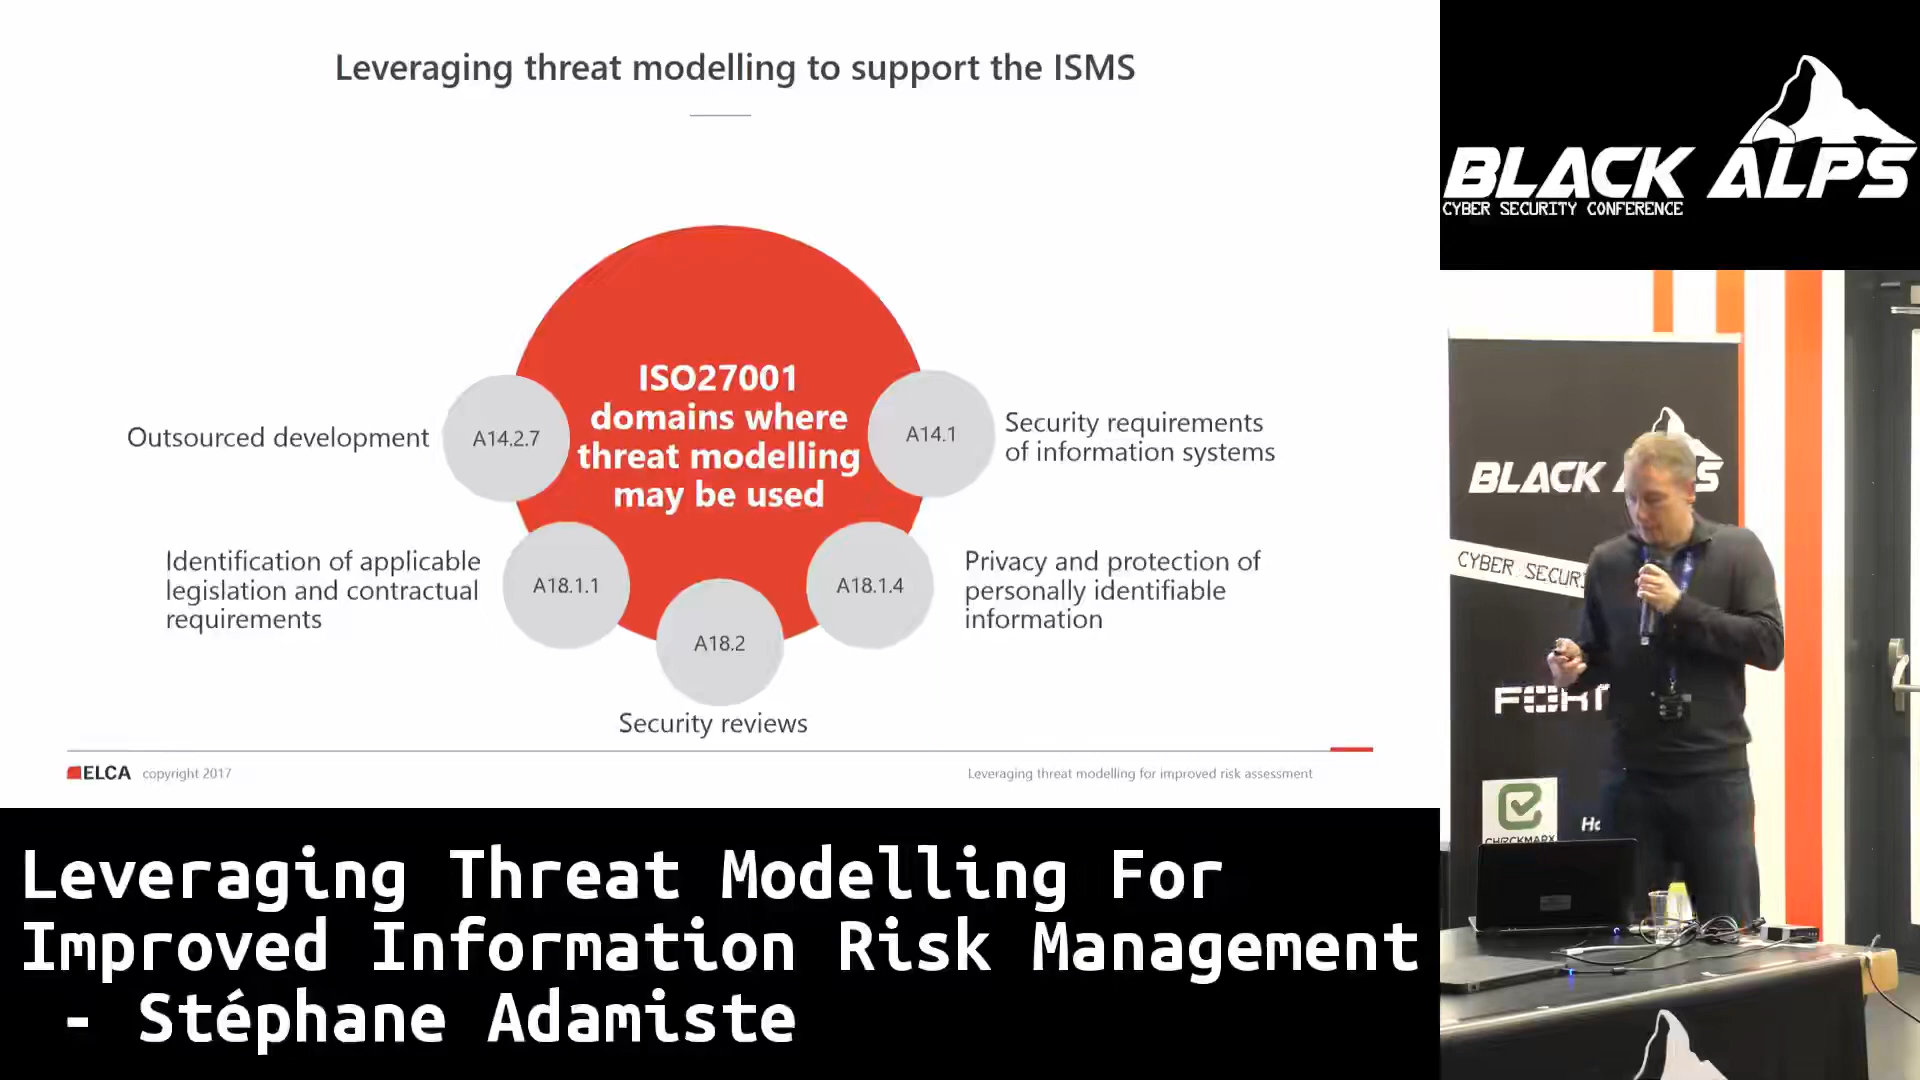 Leveraging threat modelling to support the ISMS
ISO27001
domains where
threat modelling
may be used
Outsourced development
A14.2.7
A14.1
Security requirements
of information systems
Identification of applicable
legislation and contractual
requirements
A18.1.1
A18.2
A18.1.4
Privacy and protection of
personally identifiable
information
Security reviews
ELCA copyright 2017
Leveraging threat modelling for improved risk assessment
BLACK ALPS
CYBER SECURITY CONFERENCE
BLACK
CHECKMARX
Leveraging Threat Modelling For
Improved Information Risk Management
- Stéphane Adamiste